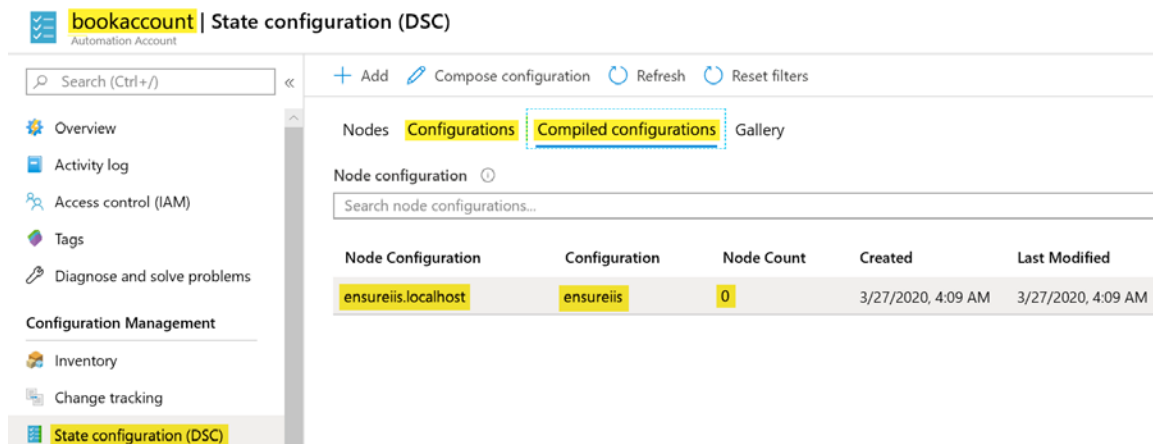 bookaccount | State configuration (DSC)
Automation Account
Search (Ctrl+/)
«
Overview
Activity log
Access control (IAM)
Tags
Diagnose and solve problems
Configuration Management
Inventory
Change tracking
State configuration (DSC)
Add Compose configuration Refresh Reset filters
Nodes Configurations Compiled configurations Gallery
Node configuration
Search node configurations...
Node Configuration Configuration Node Count Created Last Modified
ensureiis.localhost ensureiis 0 3/27/2020, 4:09 AM 3/27/2020, 4:09 AM